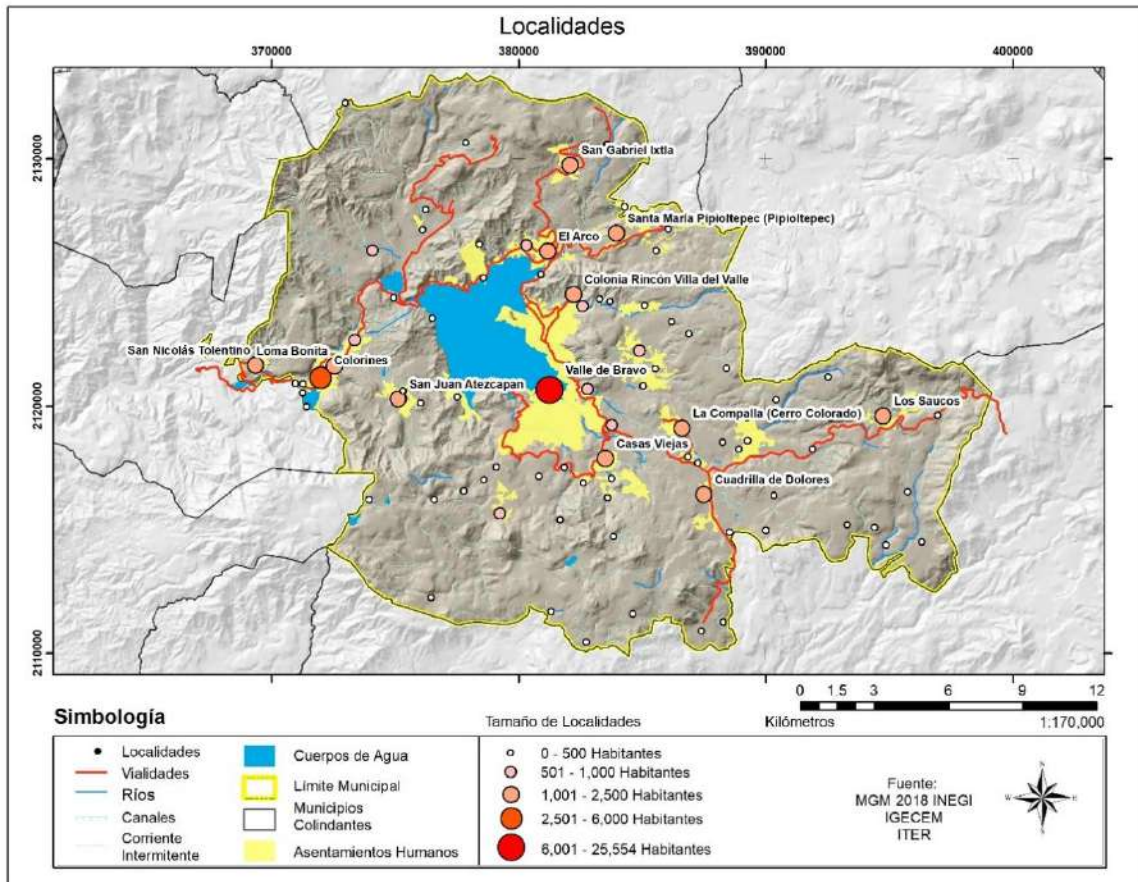 Localidades
370000
380000
390000
400000
2130000
2120000
2110000
San Gabriel Ixtla
Santa María Pipioltepec (Pipioltepec)
El Arco
Colonia Rincón Villa del Valle
San Nicolás Tolentino
Loma Bonita
Colorines
Valle de Bravo
San Juan Atezcapan
Los Saucos
La Compañía (Cerro Colorado)
Casas Viejas
Cuadrilla de Dolores
0 1.5 3 6 9 12
Kilómetros
1:170,000
Simbología
Localidades
Vialidades
Ríos
Canales
Corriente
Intermitente
Cuerpos de Agua
Límite Municipal
Municipios
Colindantes
Asentamientos Humanos
Tamaño de Localidades
0 - 500 Habitantes
501 - 1,000 Habitantes
1,001 - 2,500 Habitantes
2,501 - 6,000 Habitantes
6,001 - 25,554 Habitantes
Fuente:
MGM 2018 INEGI
IGECEM
ITER
N
W
E
S